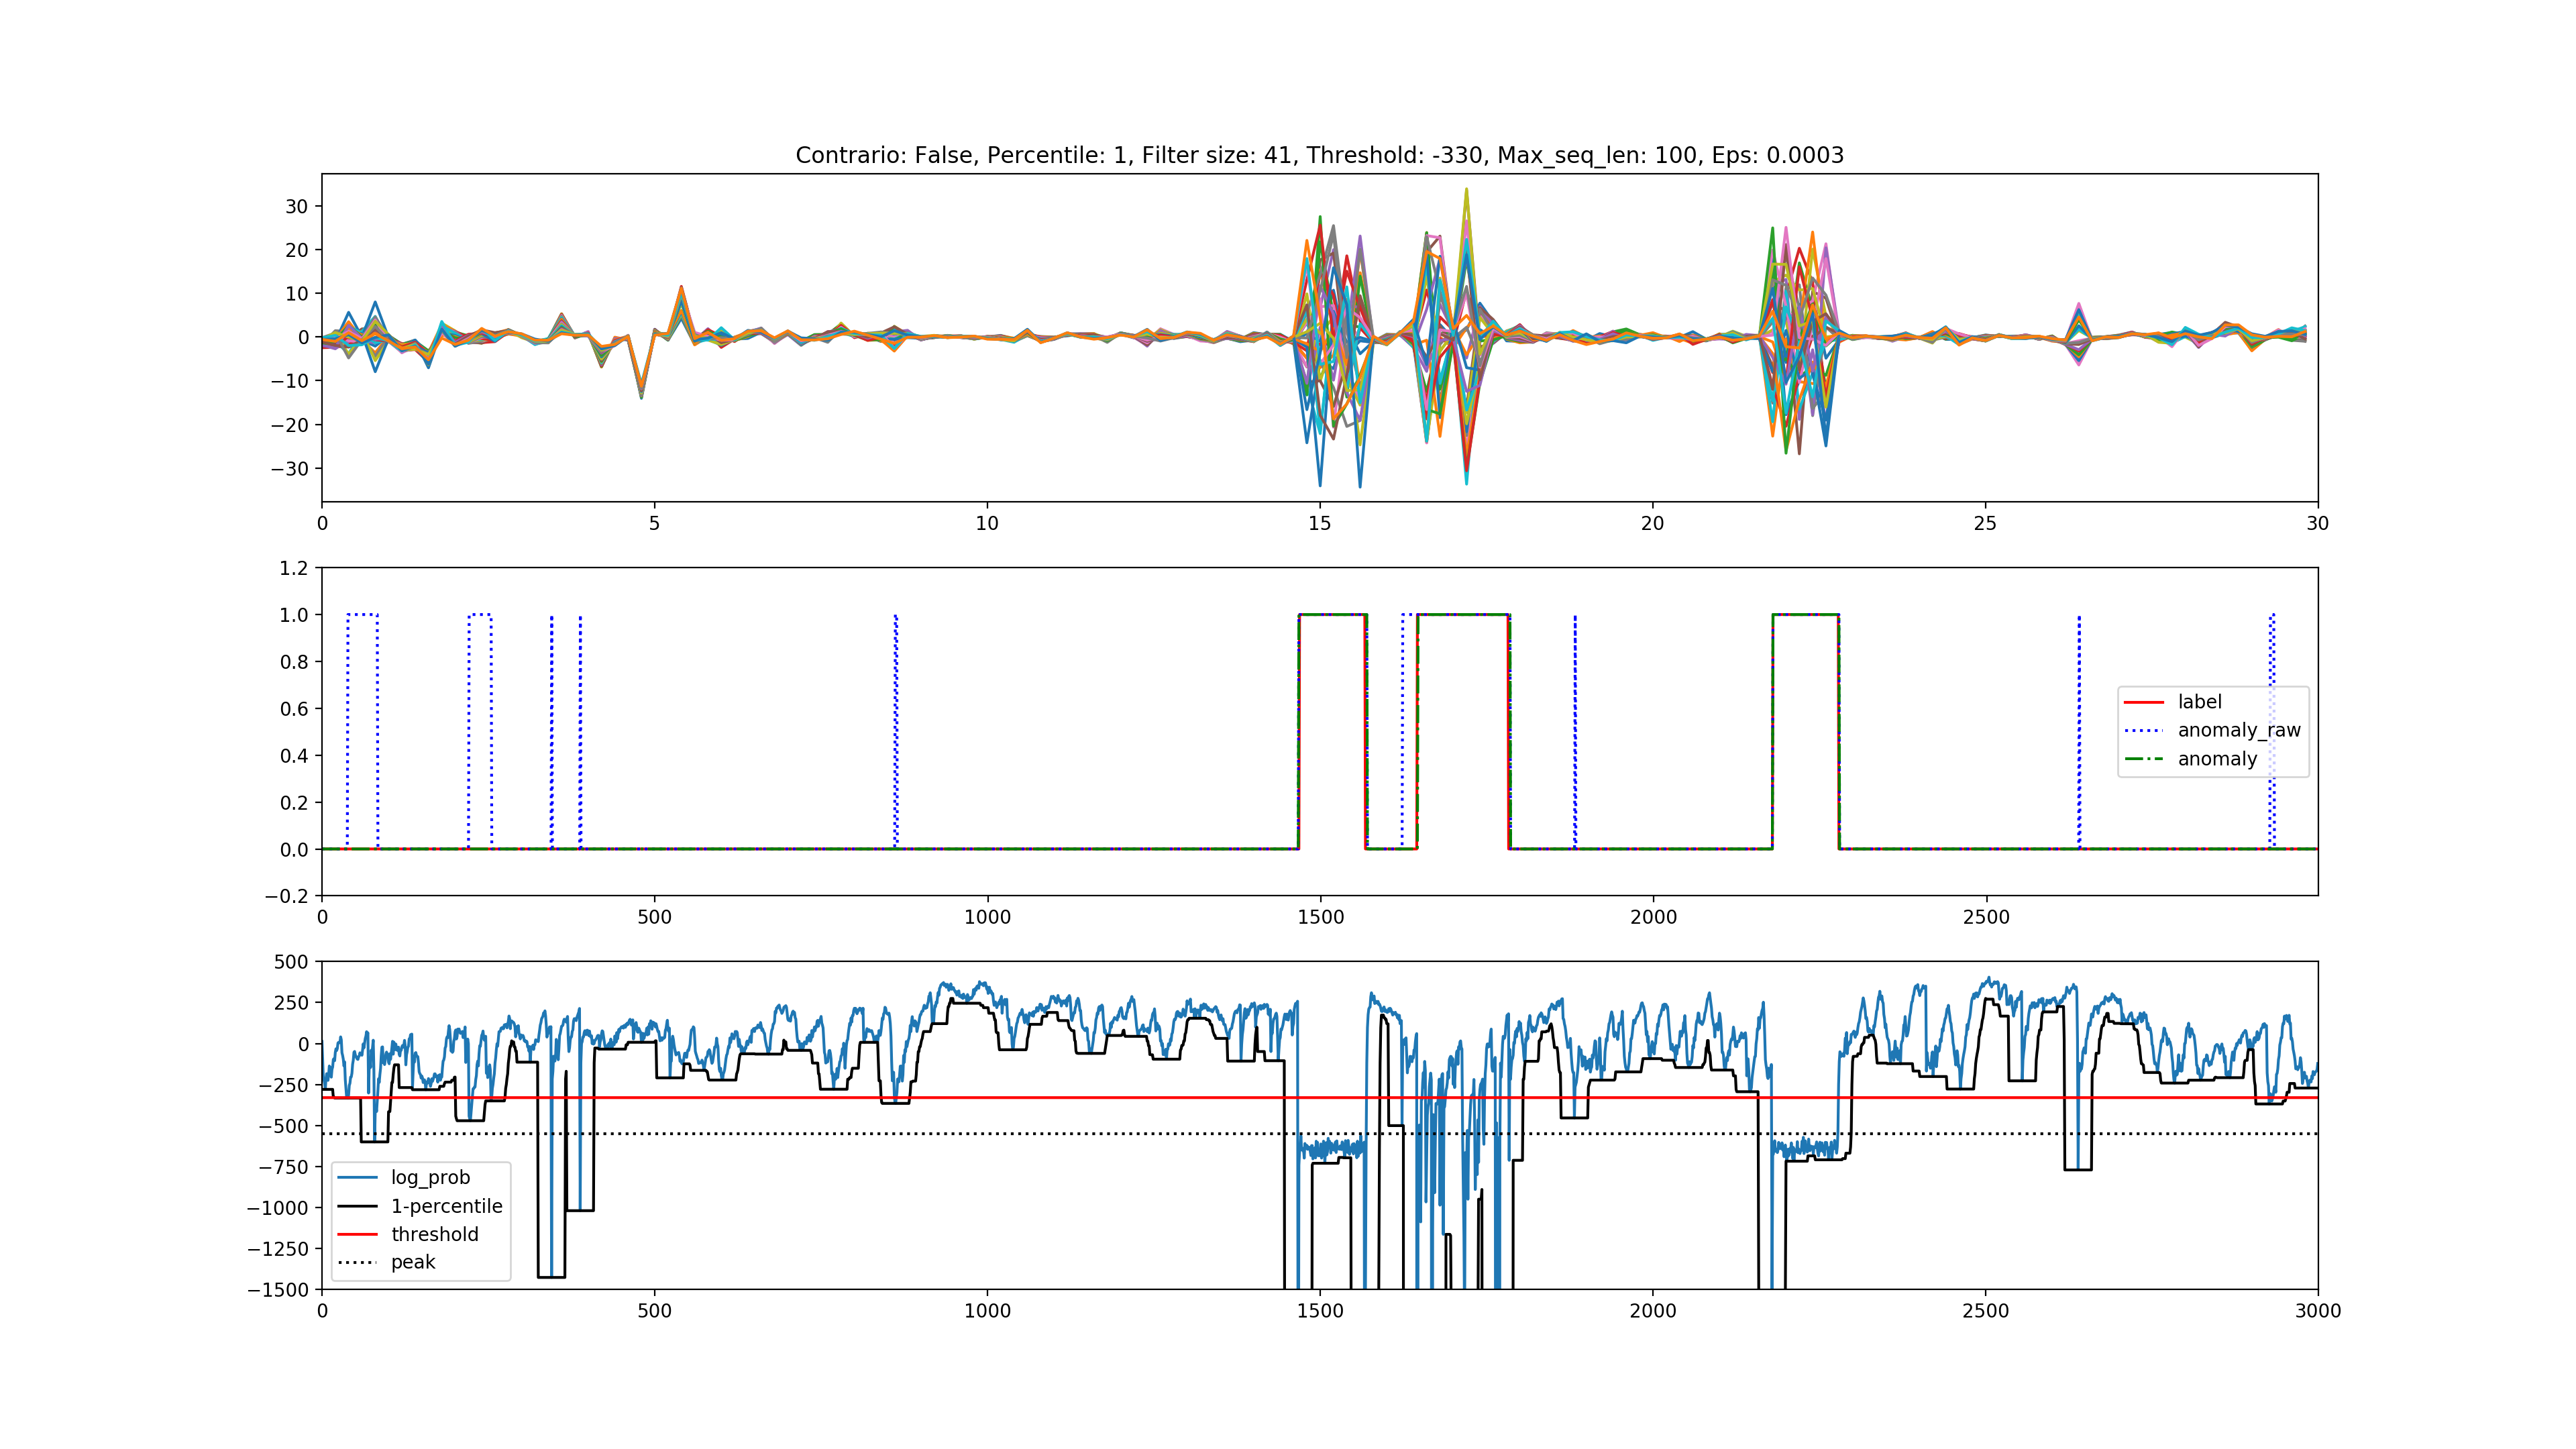 Contrario: False, Percentile: 1, Filter size: 41, Threshold: -330, Max_seq_len: 100, Eps: 0.0003
30
20
10
0
−10
−20
−30
0 5 10 15 20 25 30
1.2
1.0
0.8
0.6
0.4
0.2
0.0
−0.2
label
anomaly_raw
anomaly
0 500 1000 1500 2000 2500
500
250
0
−250
−500
−750
−1000
−1250
−1500
log_prob
1-percentile
threshold
peak
0 500 1000 1500 2000 2500 3000